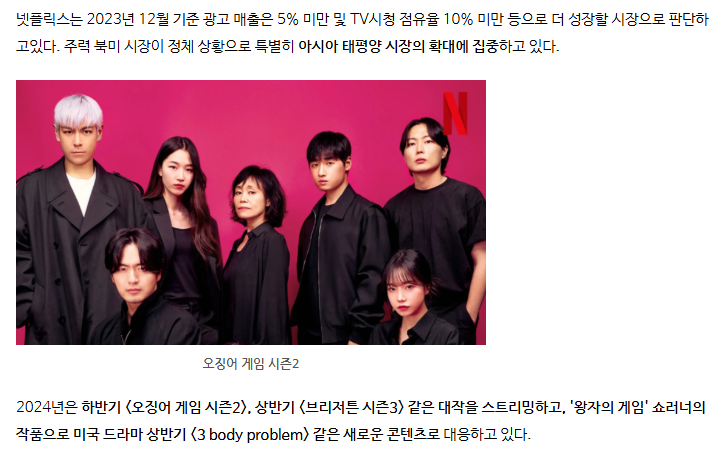 넷플릭스는 2023년 12월 기준 광고 매출은 5% 미만 및 TV시청 점유율 10% 미만 등으로 더 성장할 시장으로 판단하
고있다. 주력 북미 시장이 정체 상황으로 특별히 아시아 태평양 시장의 확대에 집중하고 있다.
N
오징어 게임 시즌2
2024년은 하반기 <오징어 게임 시즌2>, 상반기 <브리저튼 시즌3> 같은 대작을 스트리밍하고, '왕자의 게임' 쇼러너의
작품으로 미국 드라마 상반기 <3 body problem> 같은 새로운 콘텐츠로 대응하고 있다.